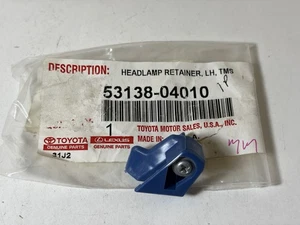 DESCRIPTION: HEADLAMP RETAINER, LH, TMS
53138-04010
1P
1 TOYOTA MOTOR SALES, U.S.A., INC.
TOYOTA LEXUS MADE IN
GENUINE PARTS GENUINE PARTS
31J2